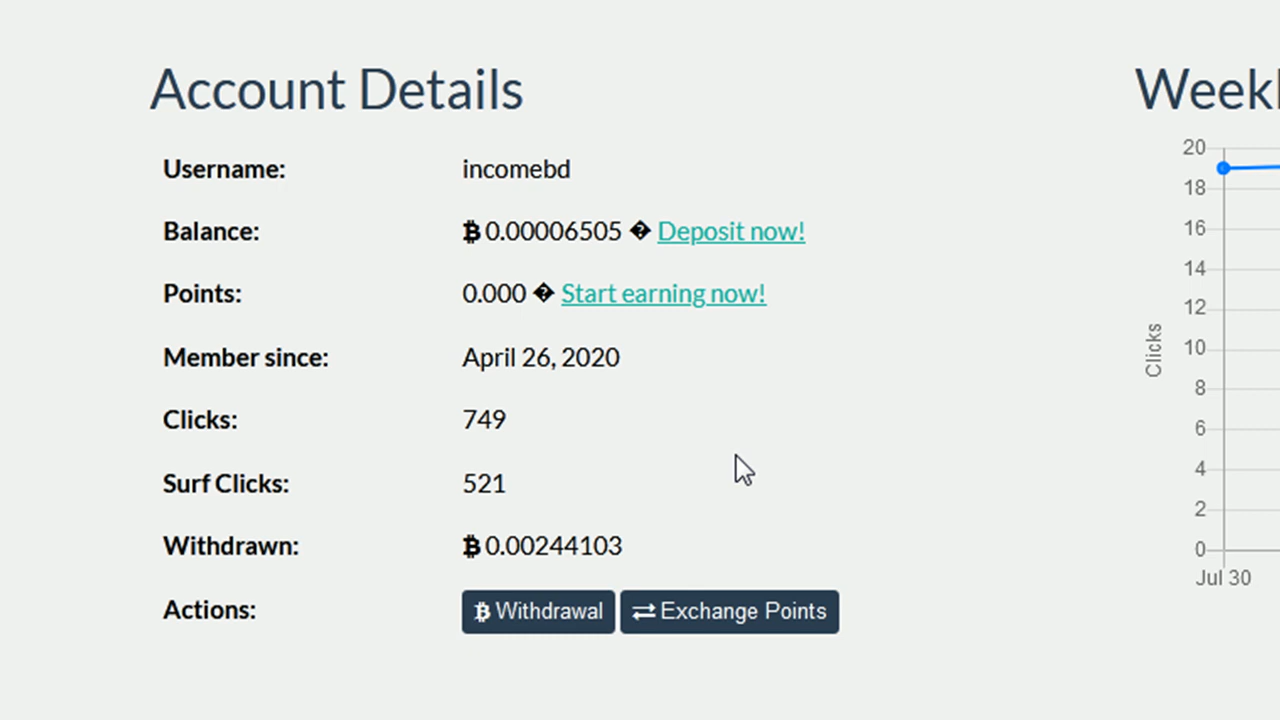 Account Details
Username: incomebd
Balance: ₿ 0.00006505 � Deposit now!
Points: 0.000 � Start earning now!
Member since: April 26, 2020
Clicks: 749
Surf Clicks: 521
Withdrawn: ₿ 0.00244103
Actions: ₿ Withdrawal ⇄ Exchange Points
Weekl
20
18
16
14
12
10
8
6
4
2
0
Clicks
Jul 30